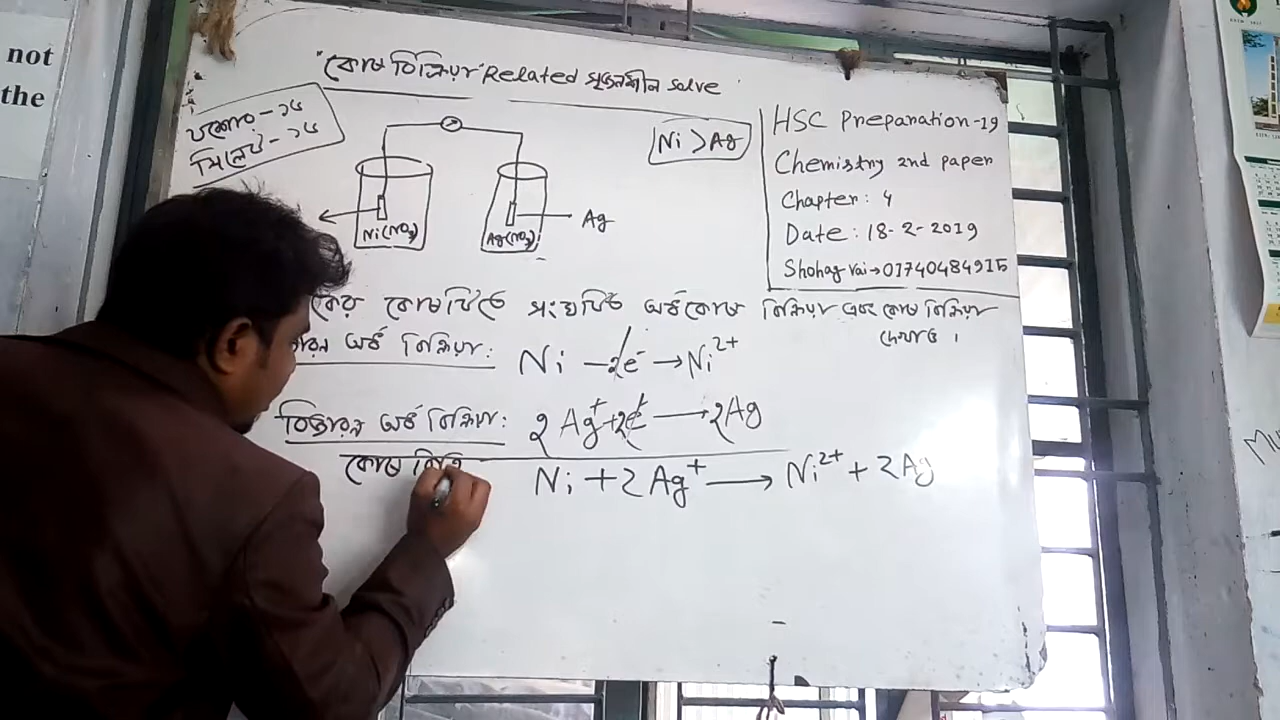 not
the
"কোষ বিক্রিয়া" Related সৃজনশীল solve
যশোর-১৬
সিলেট-১৬
Ni > Ag
HSC Preparation-19
Chemistry 2nd paper
Chapter: 4
Date: 18-2-2019
Shohag vai→01740484915
Ni(NO3)
Ag(NO3)
Ag
কের কোষটিতে সংঘটিত অর্ধকোষ বিক্রিয়া এবং কোষ বিক্রিয়া
দেখাও ।
জারন অর্ধ বিক্রিয়া: Ni − 2e⁻ → Ni²⁺
বিজারন অর্ধ বিক্রিয়া: 2Ag⁺ + 2e⁻ → 2Ag
কোষ বিক্রি Ni + 2Ag⁺ → Ni²⁺ + 2Ag